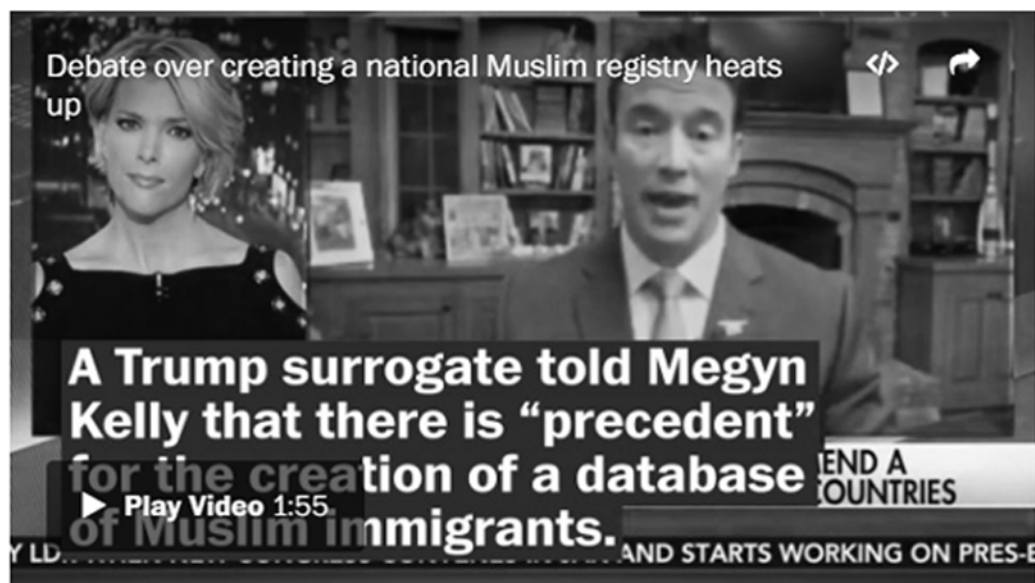 Debate over creating a national Muslim registry heats
up
A Trump surrogate told Megyn
Kelly that there is “precedent”
for the creation of a database
of Muslim immigrants.
Play Video 1:55
END A
COUNTRIES
AND STARTS WORKING ON PRES-E